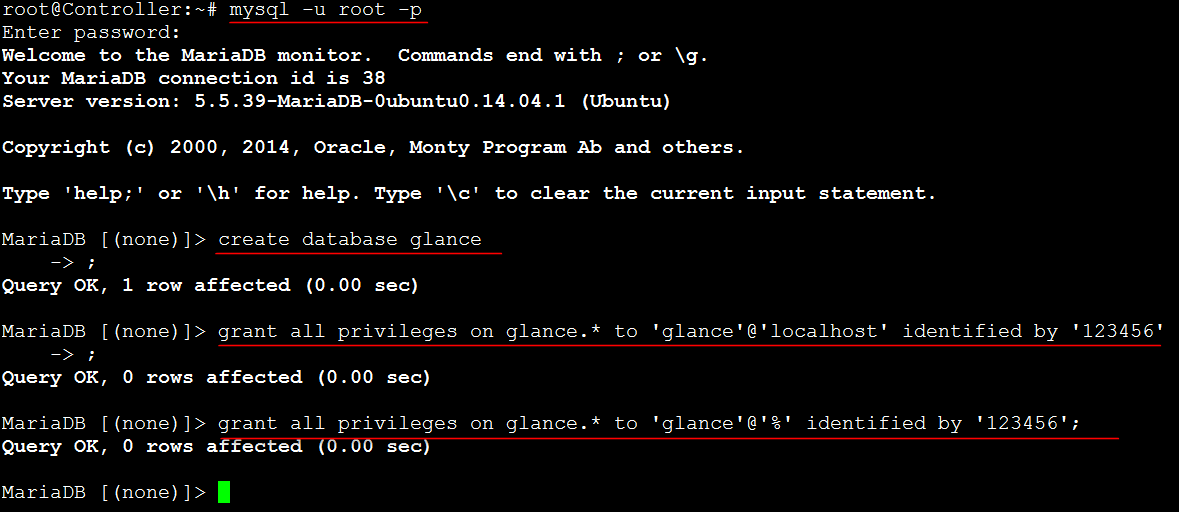 root@Controller:~# mysql -u root -p
Enter password:
Welcome to the MariaDB monitor.  Commands end with ; or \g.
Your MariaDB connection id is 38
Server version: 5.5.39-MariaDB-0ubuntu0.14.04.1 (Ubuntu)
Copyright (c) 2000, 2014, Oracle, Monty Program Ab and others.
Type 'help;' or '\h' for help. Type '\c' to clear the current input statement.
MariaDB [(none)]> create database glance
    -> ;
Query OK, 1 row affected (0.00 sec)
MariaDB [(none)]> grant all privileges on glance.* to 'glance'@'localhost' identified by '123456'
    -> ;
Query OK, 0 rows affected (0.00 sec)
MariaDB [(none)]> grant all privileges on glance.* to 'glance'@'%' identified by '123456';
Query OK, 0 rows affected (0.00 sec)
MariaDB [(none)]>